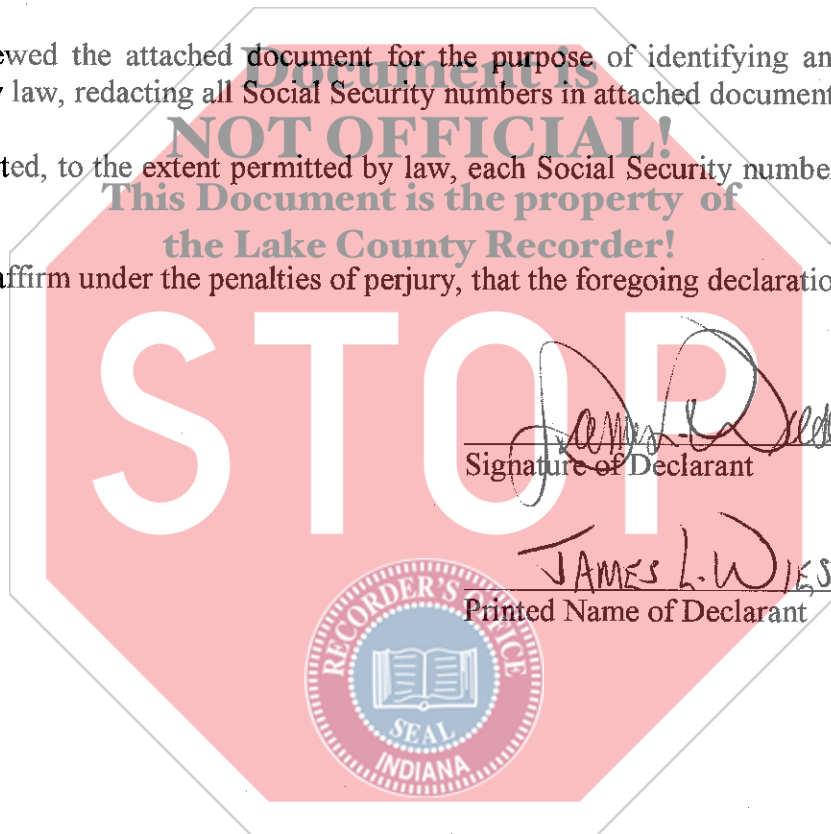 ewed the attached document for the purpose of identifying an
Document is
law, redacting all Social Security numbers in attached document
NOT OFFICIAL!
ted, to the extent permitted by law, each Social Security numbe
This Document is the property of
the Lake County Recorder!
affirm under the penalties of perjury, that the foregoing declaratio
STOP
Signature of Declarant
JAMES L. WIES
Printed Name of Declarant
RECORDER'S OFFICE
SEAL
INDIANA